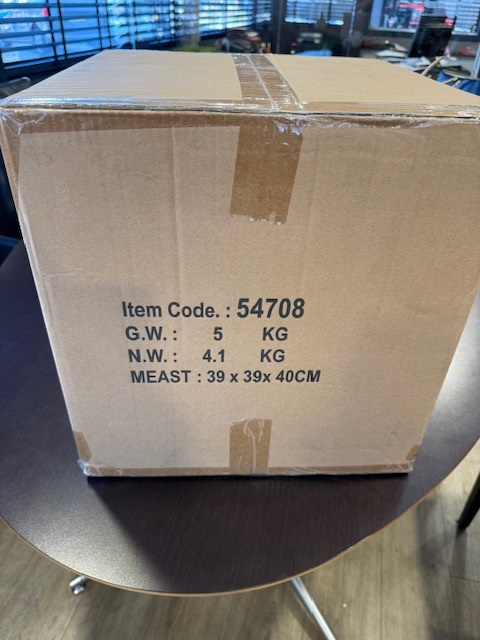 Item Code. : 54708
G.W. : 5 KG
N.W. : 4.1 KG
MEAST : 39 x 39x 40CM